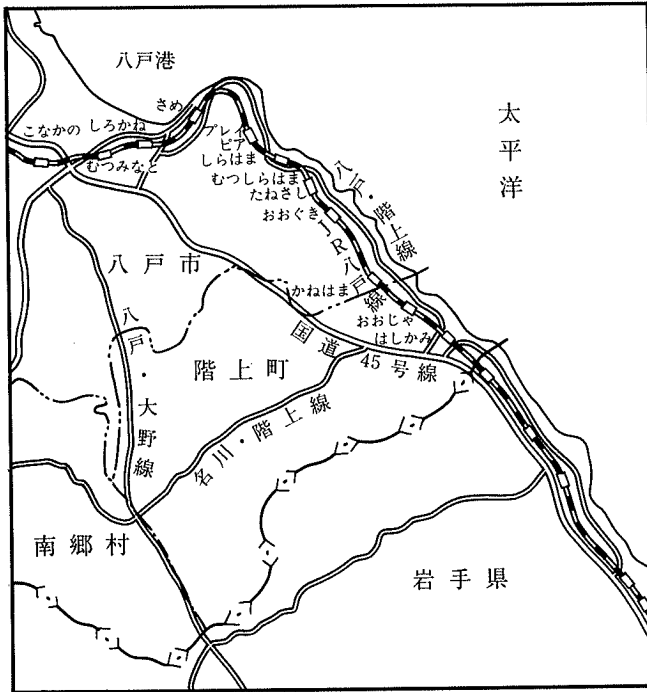 八戸港
太平洋
さめ
こなかの
しろかね
むつみなと
プレイ
ピア
しらはま
むつしらはま
たねさし
おおぐき
八戸・階上線
JR八戸線
八戸市
かねはま
おおじゃ
はしかみ
国道45号線
八戸・大野線
階上町
名川・階上線
南郷村
岩手県